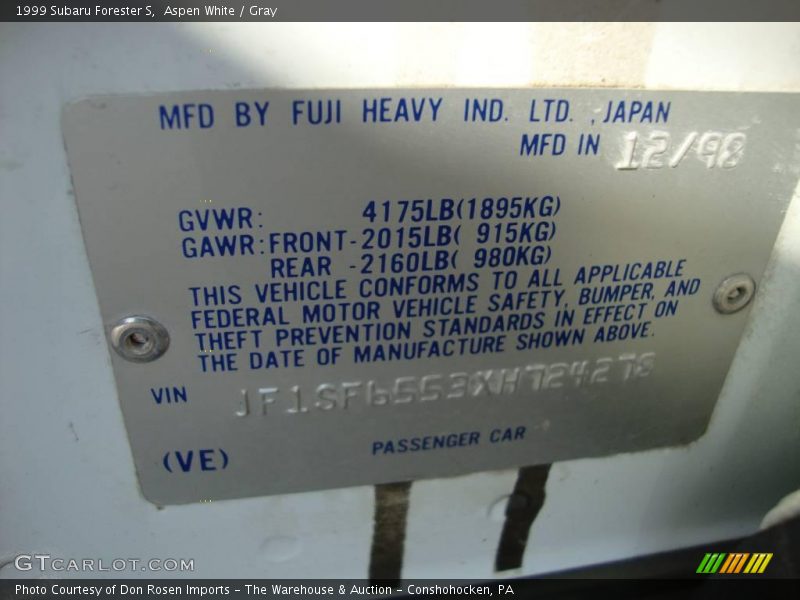 1999 Subaru Forester S, Aspen White / Gray
MFD BY FUJI HEAVY IND. LTD. , JAPAN
MFD IN 12/98
GVWR: 4175LB(1895KG)
GAWR:FRONT-2015LB( 915KG)
REAR -2160LB( 980KG)
THIS VEHICLE CONFORMS TO ALL APPLICABLE
FEDERAL MOTOR VEHICLE SAFETY, BUMPER, AND
THEFT PREVENTION STANDARDS IN EFFECT ON
THE DATE OF MANUFACTURE SHOWN ABOVE.
VIN JF1SF6553XH724278
(VE) PASSENGER CAR
GTCARLOT.COM
Photo Courtesy of Don Rosen Imports - The Warehouse & Auction - Conshohocken, PA